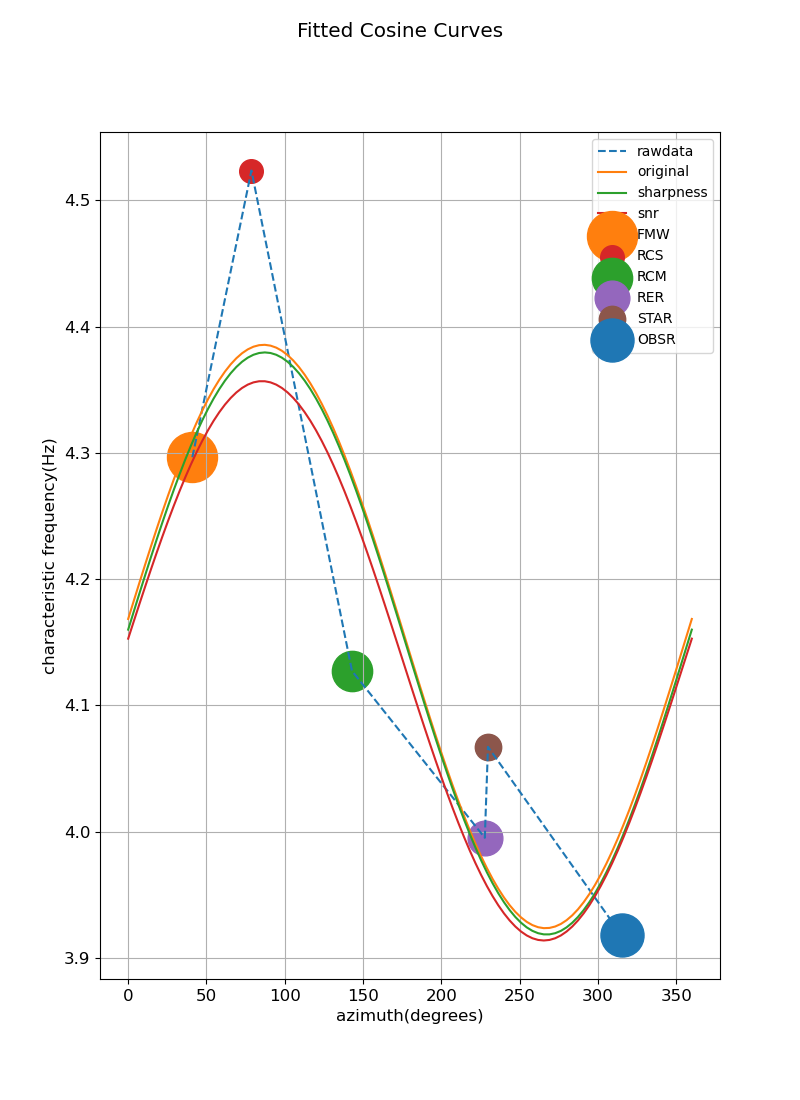 Fitted Cosine Curves
rawdata
original
sharpness
snr
FMW
RCS
RCM
RER
STAR
OBSR
characteristic frequency(Hz)
4.5
4.4
4.3
4.2
4.1
4.0
3.9
0 50 100 150 200 250 300 350
azimuth(degrees)